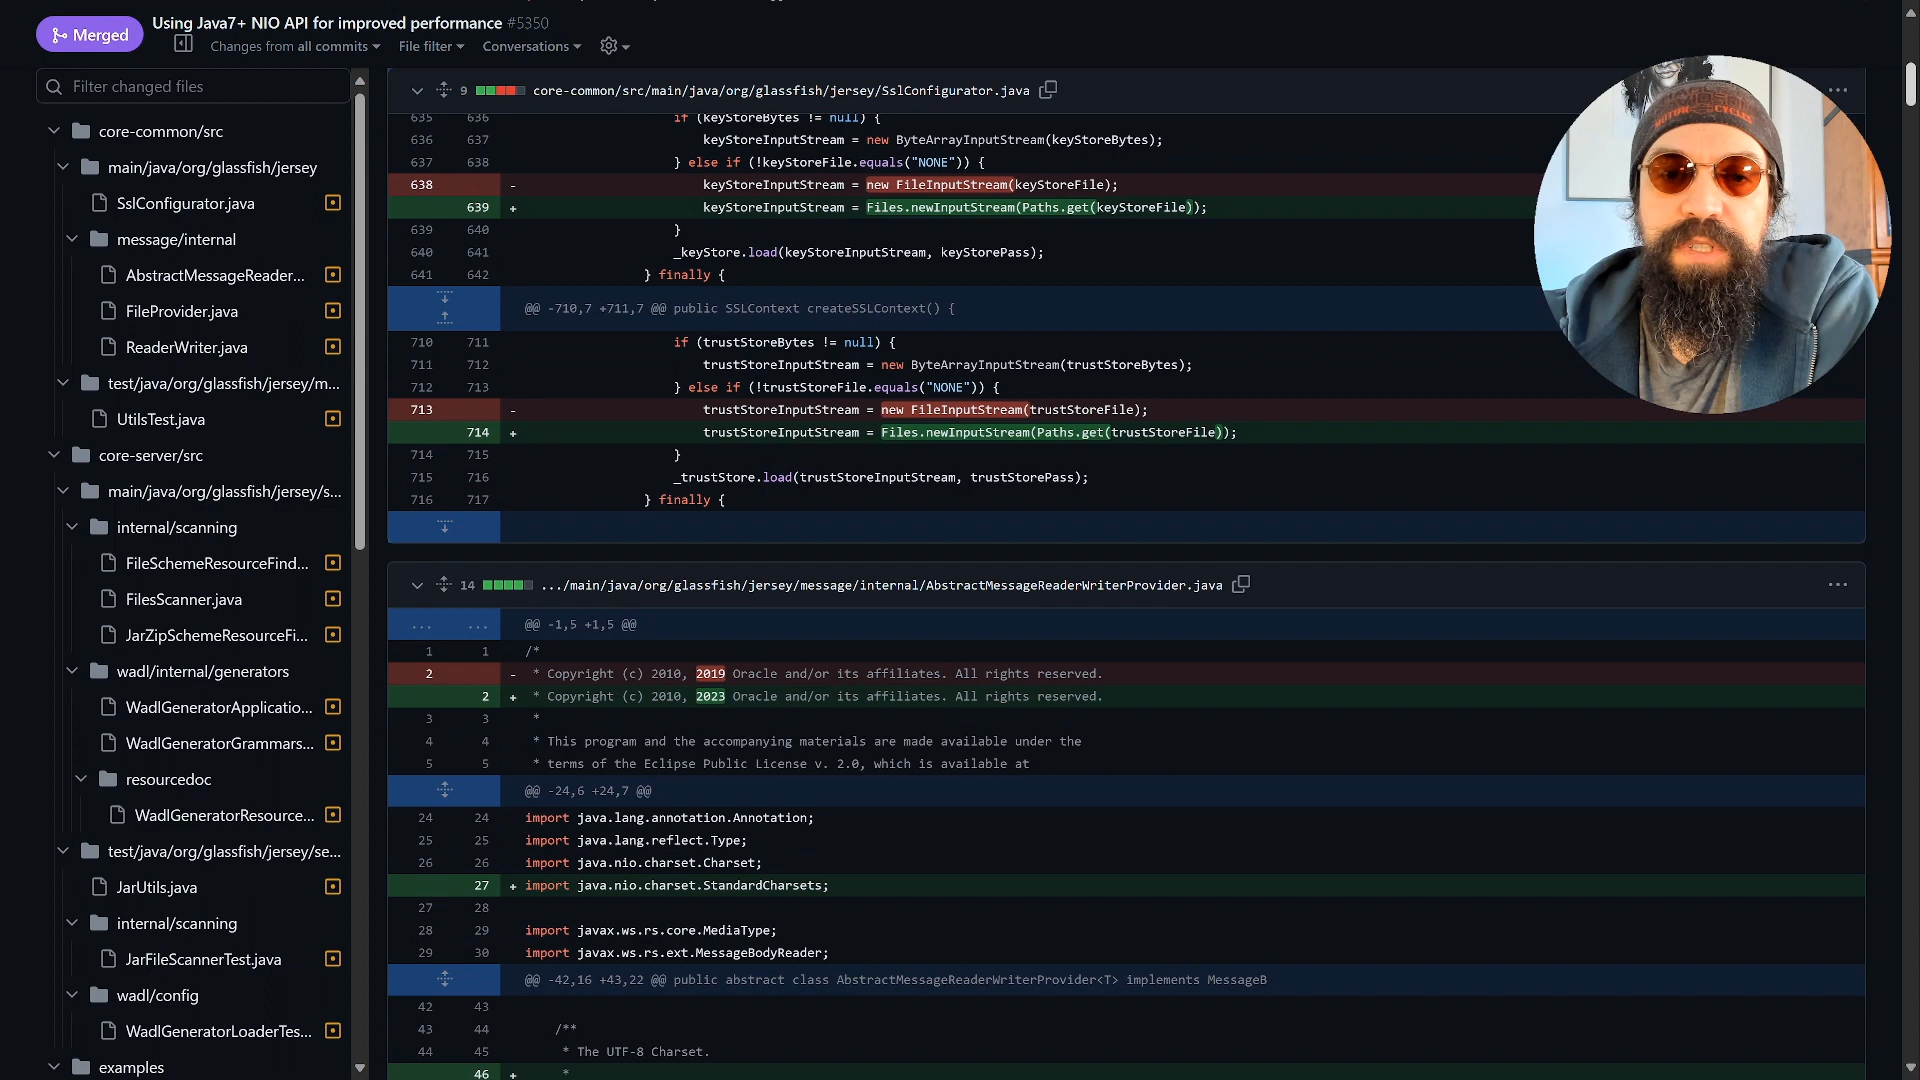 Merged
Using Java7+ NIO API for improved performance #5350
Changes from all commits
File filter
Conversations
Filter changed files
core-common/src
main/java/org/glassfish/jersey
SslConfigurator.java
message/internal
AbstractMessageReader...
FileProvider.java
ReaderWriter.java
test/java/org/glassfish/jersey/m...
UtilsTest.java
core-server/src
main/java/org/glassfish/jersey/s...
internal/scanning
FileSchemeResourceFind...
FilesScanner.java
JarZipSchemeResourceFi...
wadl/internal/generators
WadlGeneratorApplicatio...
WadlGeneratorGrammars...
resourcedoc
WadlGeneratorResource...
test/java/org/glassfish/jersey/se...
JarUtils.java
internal/scanning
JarFileScannerTest.java
wadl/config
WadlGeneratorLoaderTes...
examples
9 core-common/src/main/java/org/glassfish/jersey/SslConfigurator.java
635 636 if (keyStoreBytes != null) {
636 637 keyStoreInputStream = new ByteArrayInputStream(keyStoreBytes);
637 638 } else if (!keyStoreFile.equals("NONE")) {
638 - keyStoreInputStream = new FileInputStream(keyStoreFile);
639 + keyStoreInputStream = Files.newInputStream(Paths.get(keyStoreFile));
639 640 }
640 641 _keyStore.load(keyStoreInputStream, keyStorePass);
641 642 } finally {
@@ -710,7 +711,7 @@ public SSLContext createSSLContext() {
710 711 if (trustStoreBytes != null) {
711 712 trustStoreInputStream = new ByteArrayInputStream(trustStoreBytes);
712 713 } else if (!trustStoreFile.equals("NONE")) {
713 - trustStoreInputStream = new FileInputStream(trustStoreFile);
714 + trustStoreInputStream = Files.newInputStream(Paths.get(trustStoreFile));
714 715 }
715 716 _trustStore.load(trustStoreInputStream, trustStorePass);
716 717 } finally {
14 .../main/java/org/glassfish/jersey/message/internal/AbstractMessageReaderWriterProvider.java
... ... @@ -1,5 +1,5 @@
1 1 /*
2 - * Copyright (c) 2010, 2019 Oracle and/or its affiliates. All rights reserved.
2 + * Copyright (c) 2010, 2023 Oracle and/or its affiliates. All rights reserved.
3 3 *
4 4 * This program and the accompanying materials are made available under the
5 5 * terms of the Eclipse Public License v. 2.0, which is available at
@@ -24,6 +24,7 @@
24 24 import java.lang.annotation.Annotation;
25 25 import java.lang.reflect.Type;
26 26 import java.nio.charset.Charset;
27 + import java.nio.charset.StandardCharsets;
27 28
28 29 import javax.ws.rs.core.MediaType;
29 30 import javax.ws.rs.ext.MessageBodyReader;
@@ -42,16 +43,22 @@ public abstract class AbstractMessageReaderWriterProvider<T> implements MessageB
42 43
43 44 /**
44 45 * The UTF-8 Charset.
46 + *